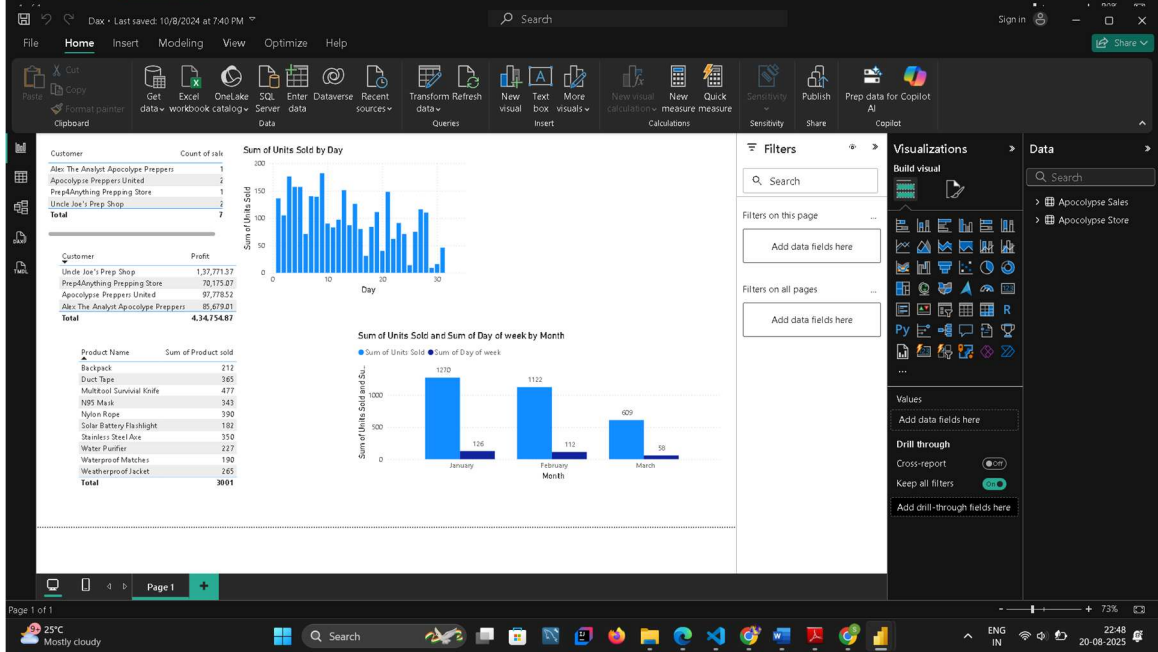 Dax • Last saved: 10/8/2024 at 7:40 PM
Search
Sign in
File Home Insert Modeling View Optimize Help
Share
Paste
Cut
Copy
Format painter
Clipboard
Get data
Excel workbook
OneLake catalog
SQL Server
Enter data
Dataverse
Recent sources
Data
Transform data
Refresh
Queries
New visual
Text box
More visuals
Insert
New visual calculation
New measure
Quick measure
Calculations
Sensitivity
Sensitivity
Publish
Share
Prep data for AI
Copilot
Copilot
Customer Count of sale
Alex The Analyst Apocolype Preppers 1
Apocolypse Preppers United 2
Prep4Anything Prepping Store 1
Uncle Joe's Prep Shop 2
Total 7
Customer Profit
Uncle Joe's Prep Shop 1,37,771.37
Prep4Anything Prepping Store 70,175.07
Apocolypse Preppers United 97,778.52
Alex The Analyst Apocolype Preppers 85,679.01
Total 4,34,754.87
Product Name Sum of Product sold
Backpack 212
Duct Tape 365
Multitool Survivial Knife 477
N95 Mask 343
Nylon Rope 390
Solar Battery Flashlight 182
Stainless Steel Axe 350
Water Purifier 227
Waterproof Matches 190
Weatherproof Jacket 265
Total 3001
Sum of Units Sold by Day
Sum of Units Sold
200
150
100
50
0
0 10 20 30
Day
Sum of Units Sold and Sum of Day of week by Month
Sum of Units Sold Sum of Day of week
Sum of Units Sold and Su...
1000
500
0
1270
126
1122
112
609
58
January February March
Month
Filters
Search
Filters on this page ...
Add data fields here
Filters on all pages ...
Add data fields here
Visualizations
Build visual
R
Py
...
Values
Add data fields here
Drill through
Cross-report Off
Keep all filters On
Add drill-through fields here
Data
Search
Apocolypse Sales
Apocolypse Store
DAX
TMDL
Page 1
Page 1 of 1
73%
9+
25°C
Mostly cloudy
Search
ENG
IN
22:48
20-08-2025